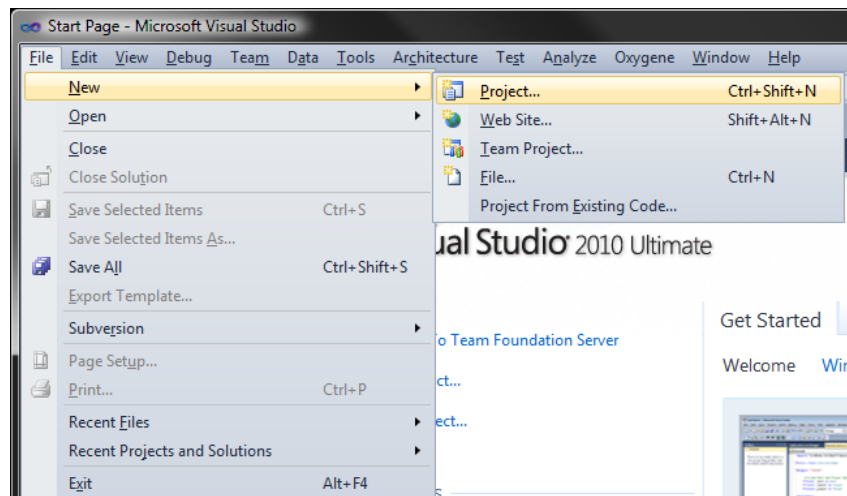 Start Page - Microsoft Visual Studio
File Edit View Debug Team Data Tools Architecture Test Analyze Oxygene Window Help
New
Open
Close
Close Solution
Save Selected Items Ctrl+S
Save Selected Items As...
Save All Ctrl+Shift+S
Export Template...
Subversion
Page Setup...
Print... Ctrl+P
Recent Files
Recent Projects and Solutions
Exit Alt+F4
Project... Ctrl+Shift+N
Web Site... Shift+Alt+N
Team Project...
File... Ctrl+N
Project From Existing Code...
ual Studio 2010 Ultimate
o Team Foundation Server
ct...
ect...
Get Started
Welcome Wi